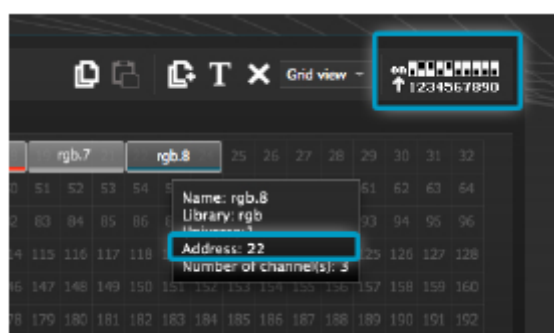 Grid view
on
1234567890
rgb.7 rgb.8 25 26 27 28 29 30 31 32
51 52 53 54 61 62 63 64
Name: rgb.8
Library: rgb
83 84 85 86 93 94 95 96
Address: 22
115 116 117 118 125 126 127 128
Number of channel(s): 3
147 148 149 150 151 152 153 154 155 156 157 158 159 160
179 180 181 182 183 184 185 186 187 188 189 190 191 192